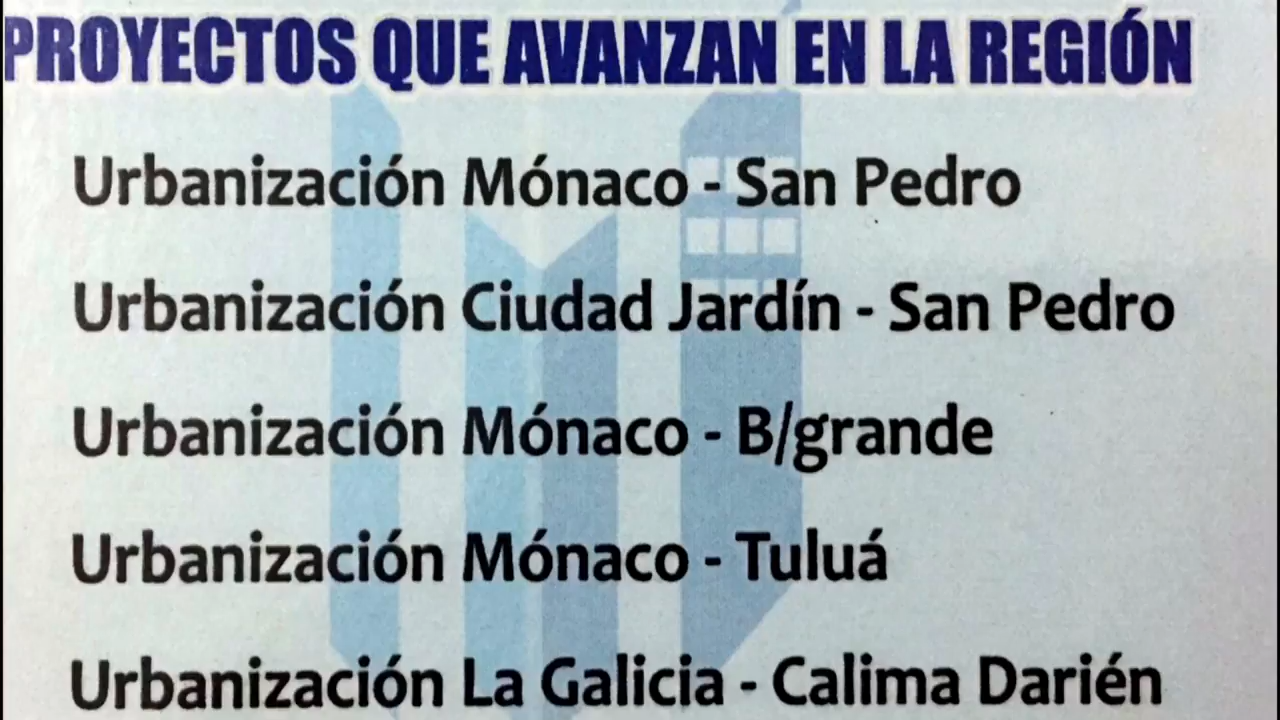 PROYECTOS QUE AVANZAN EN LA REGIÓN
Urbanización Mónaco - San Pedro
Urbanización Ciudad Jardín - San Pedro
Urbanización Mónaco - B/grande
Urbanización Mónaco - Tuluá
Urbanización La Galicia - Calima Darién